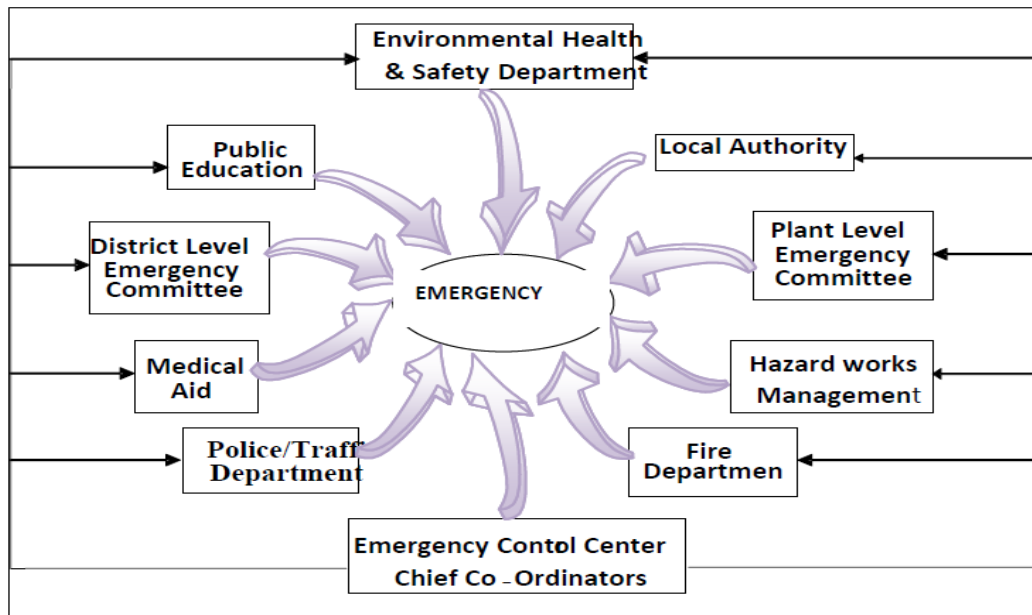 Environmental Health
& Safety Department
Public
Education
Local Authority
District Level
Emergency
Committee
Plant Level
Emergency
Committee
EMERGENCY
Medical
Aid
Hazard works
Management
Police/Traffi
Department
Fire
Departmen
Emergency Contol Center
Chief Co - Ordinators